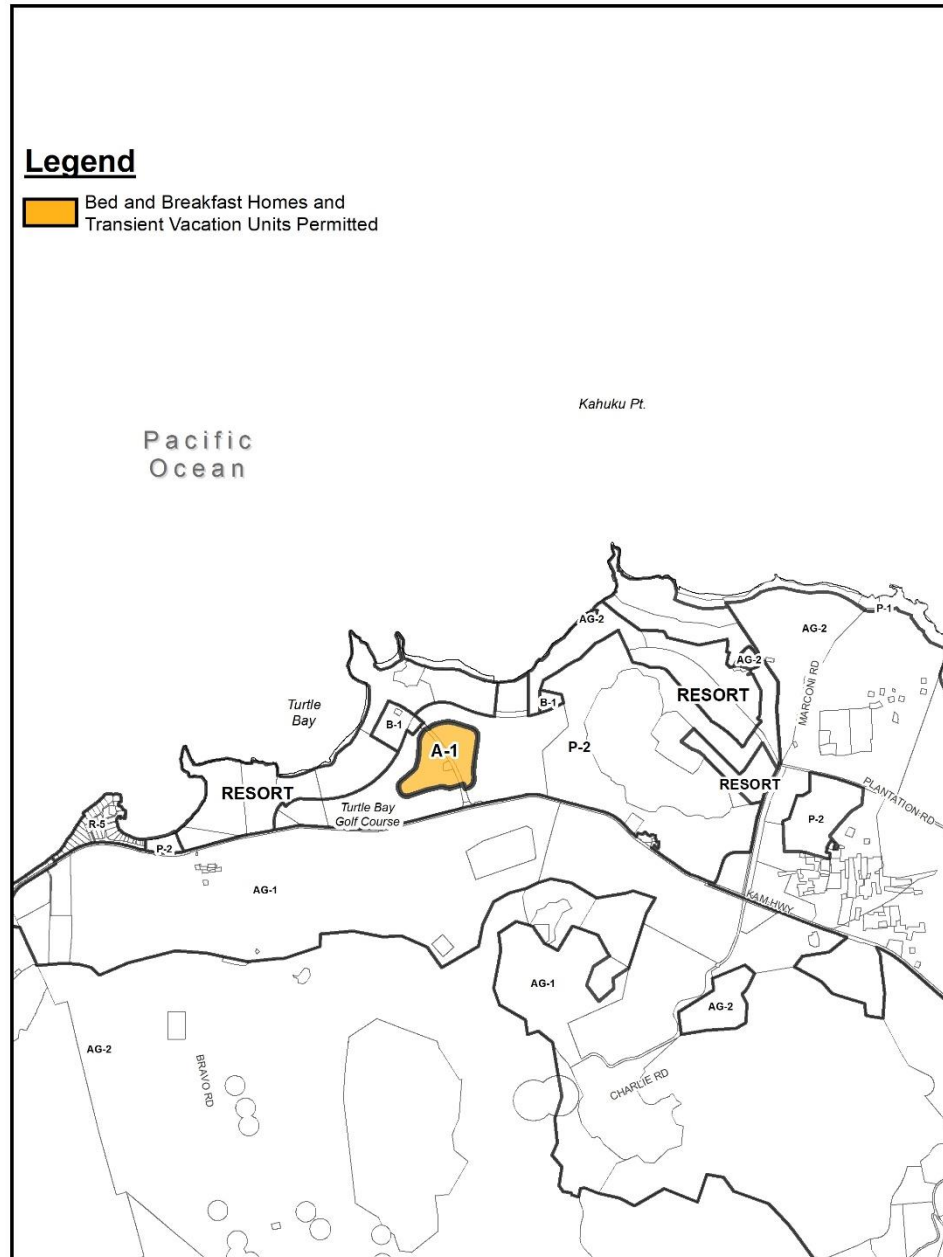 Legend
Bed and Breakfast Homes and
Transient Vacation Units Permitted
Kahuku Pt.
Pacific
Ocean
P-1
AG-2
AG-2
AG-2
MARCONI RD
RESORT
Turtle
Bay
B-1
B-1
A-1
P-2
RESORT
RESORT
PLANTATION RD
Turtle Bay
Golf Course
R-5
P-2
P-2
AG-1
KAM HWY
AG-1
AG-2
AG-2
BRAVO RD
CHARLIE RD